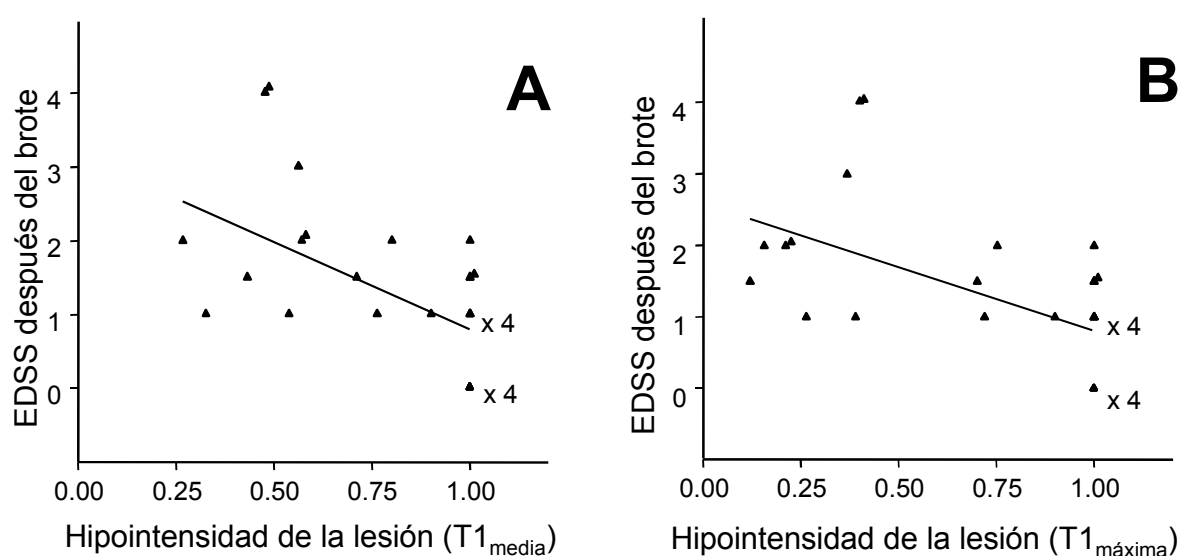 A
EDSS después del brote
4
3
2
1
0
x 4
x 4
0.00 0.25 0.50 0.75 1.00
Hipointensidad de la lesión (T1media)
B
EDSS después del brote
4
3
2
1
0
x 4
x 4
0.00 0.25 0.50 0.75 1.00
Hipointensidad de la lesión (T1máxima)